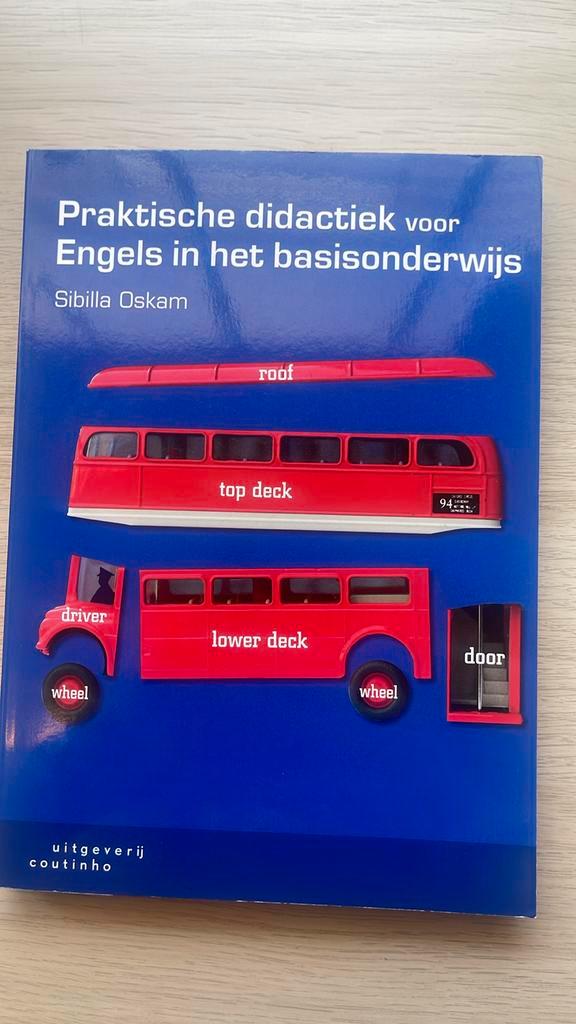 Praktische didactiek voor
Engels in het basisonderwijs
Sibilla Oskam
roof
top deck
94
driver
lower deck
door
wheel
wheel
uitgeverij
coutinho